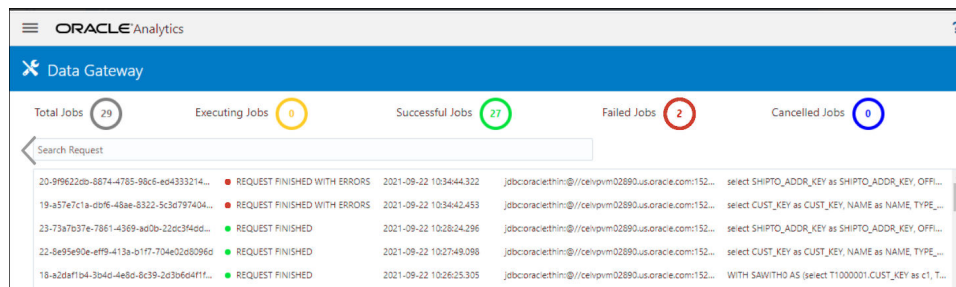 ORACLE Analytics
Data Gateway
Total Jobs 29 Executing Jobs 0 Successful Jobs 27 Failed Jobs 2 Cancelled Jobs 0
Search Request
20-9f9622db-8874-4785-98c6-ed4333214... REQUEST FINISHED WITH ERRORS 2021-09-22 10:34:44.322 jdbc:oracle:thin:@//celvpvm02890.us.oracle.com:152... select SHIPTO_ADDR_KEY as SHIPTO_ADDR_KEY, OFFI...
19-a57e7c1a-dbf6-48ae-8322-5c3d797404... REQUEST FINISHED WITH ERRORS 2021-09-22 10:34:42.453 jdbc:oracle:thin:@//celvpvm02890.us.oracle.com:152... select CUST_KEY as CUST_KEY, NAME as NAME, TYPE_...
23-73a7b37e-7861-4369-ad0b-22dc3f4dd... REQUEST FINISHED 2021-09-22 10:28:24.296 jdbc:oracle:thin:@//celvpvm02890.us.oracle.com:152... select SHIPTO_ADDR_KEY as SHIPTO_ADDR_KEY, OFFI...
22-8e95e90e-eff9-413a-b1f7-704e02d8096d REQUEST FINISHED 2021-09-22 10:27:49.098 jdbc:oracle:thin:@//celvpvm02890.us.oracle.com:152... select CUST_KEY as CUST_KEY, NAME as NAME, TYPE_...
18-a2daf1b4-3b4d-4e8d-8c39-2d3b6d4f1f... REQUEST FINISHED 2021-09-22 10:26:25.305 jdbc:oracle:thin:@//celvpvm02890.us.oracle.com:152... WITH SAWITH0 AS (select T1000001.CUST_KEY as c1, T...